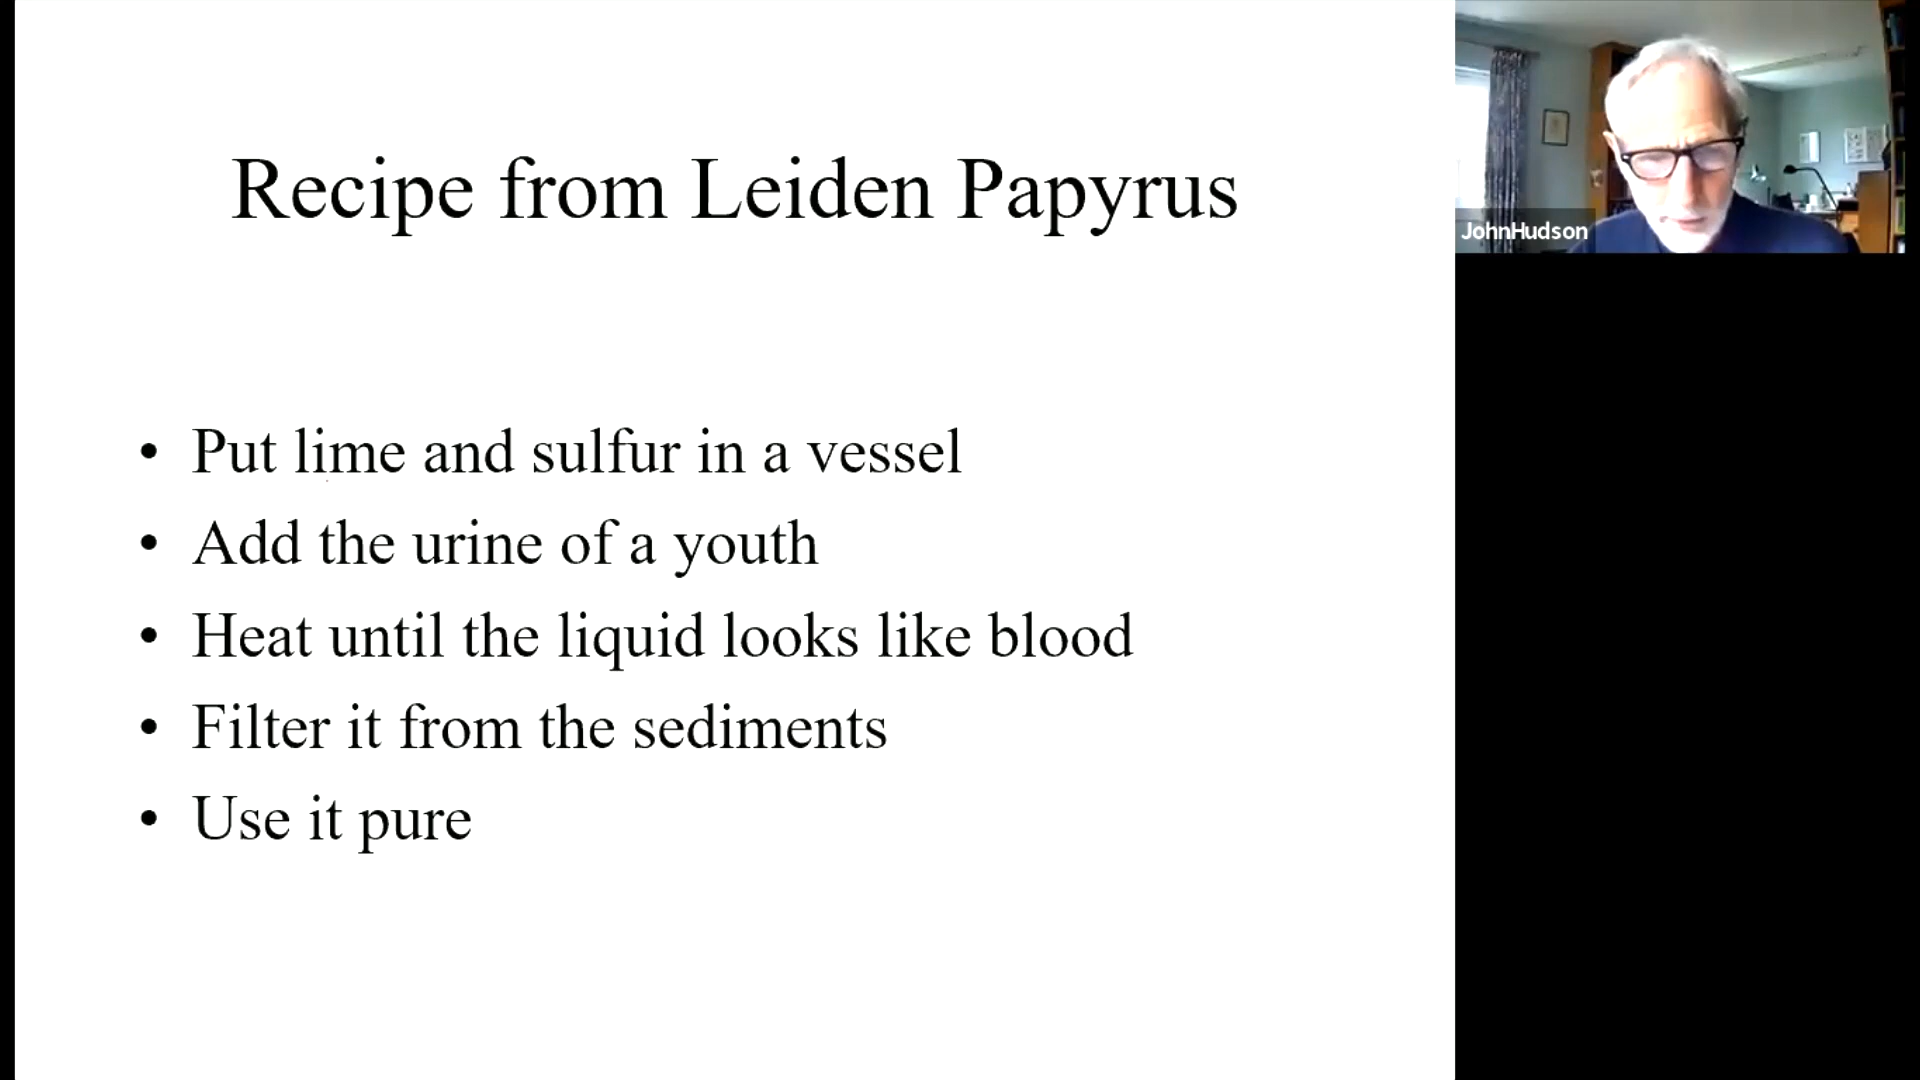 Recipe from Leiden Papyrus
JohnHudson
• Put lime and sulfur in a vessel
• Add the urine of a youth
• Heat until the liquid looks like blood
• Filter it from the sediments
• Use it pure